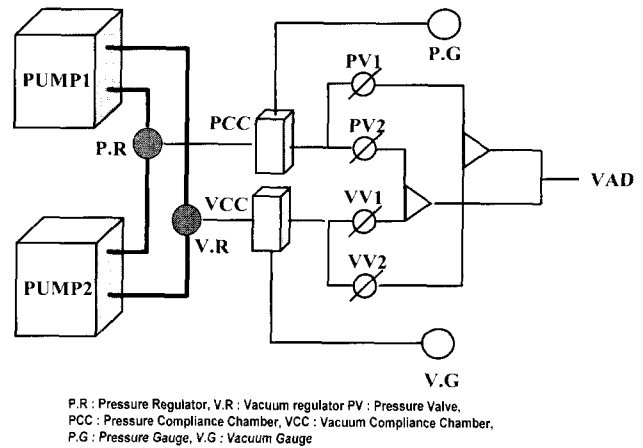 P.G
PV1
PUMP1
PCC
PV2
P.R
VCC
VV1
VAD
V.R
VV2
PUMP2
V.G
P.R : Pressure Regulator, V.R : Vacuum regulator PV : Pressure Valve,
PCC : Pressure Compliance Chamber, VCC : Vacuum Compliance Chamber,
P.G : Pressure Gauge, V.G : Vacuum Gauge